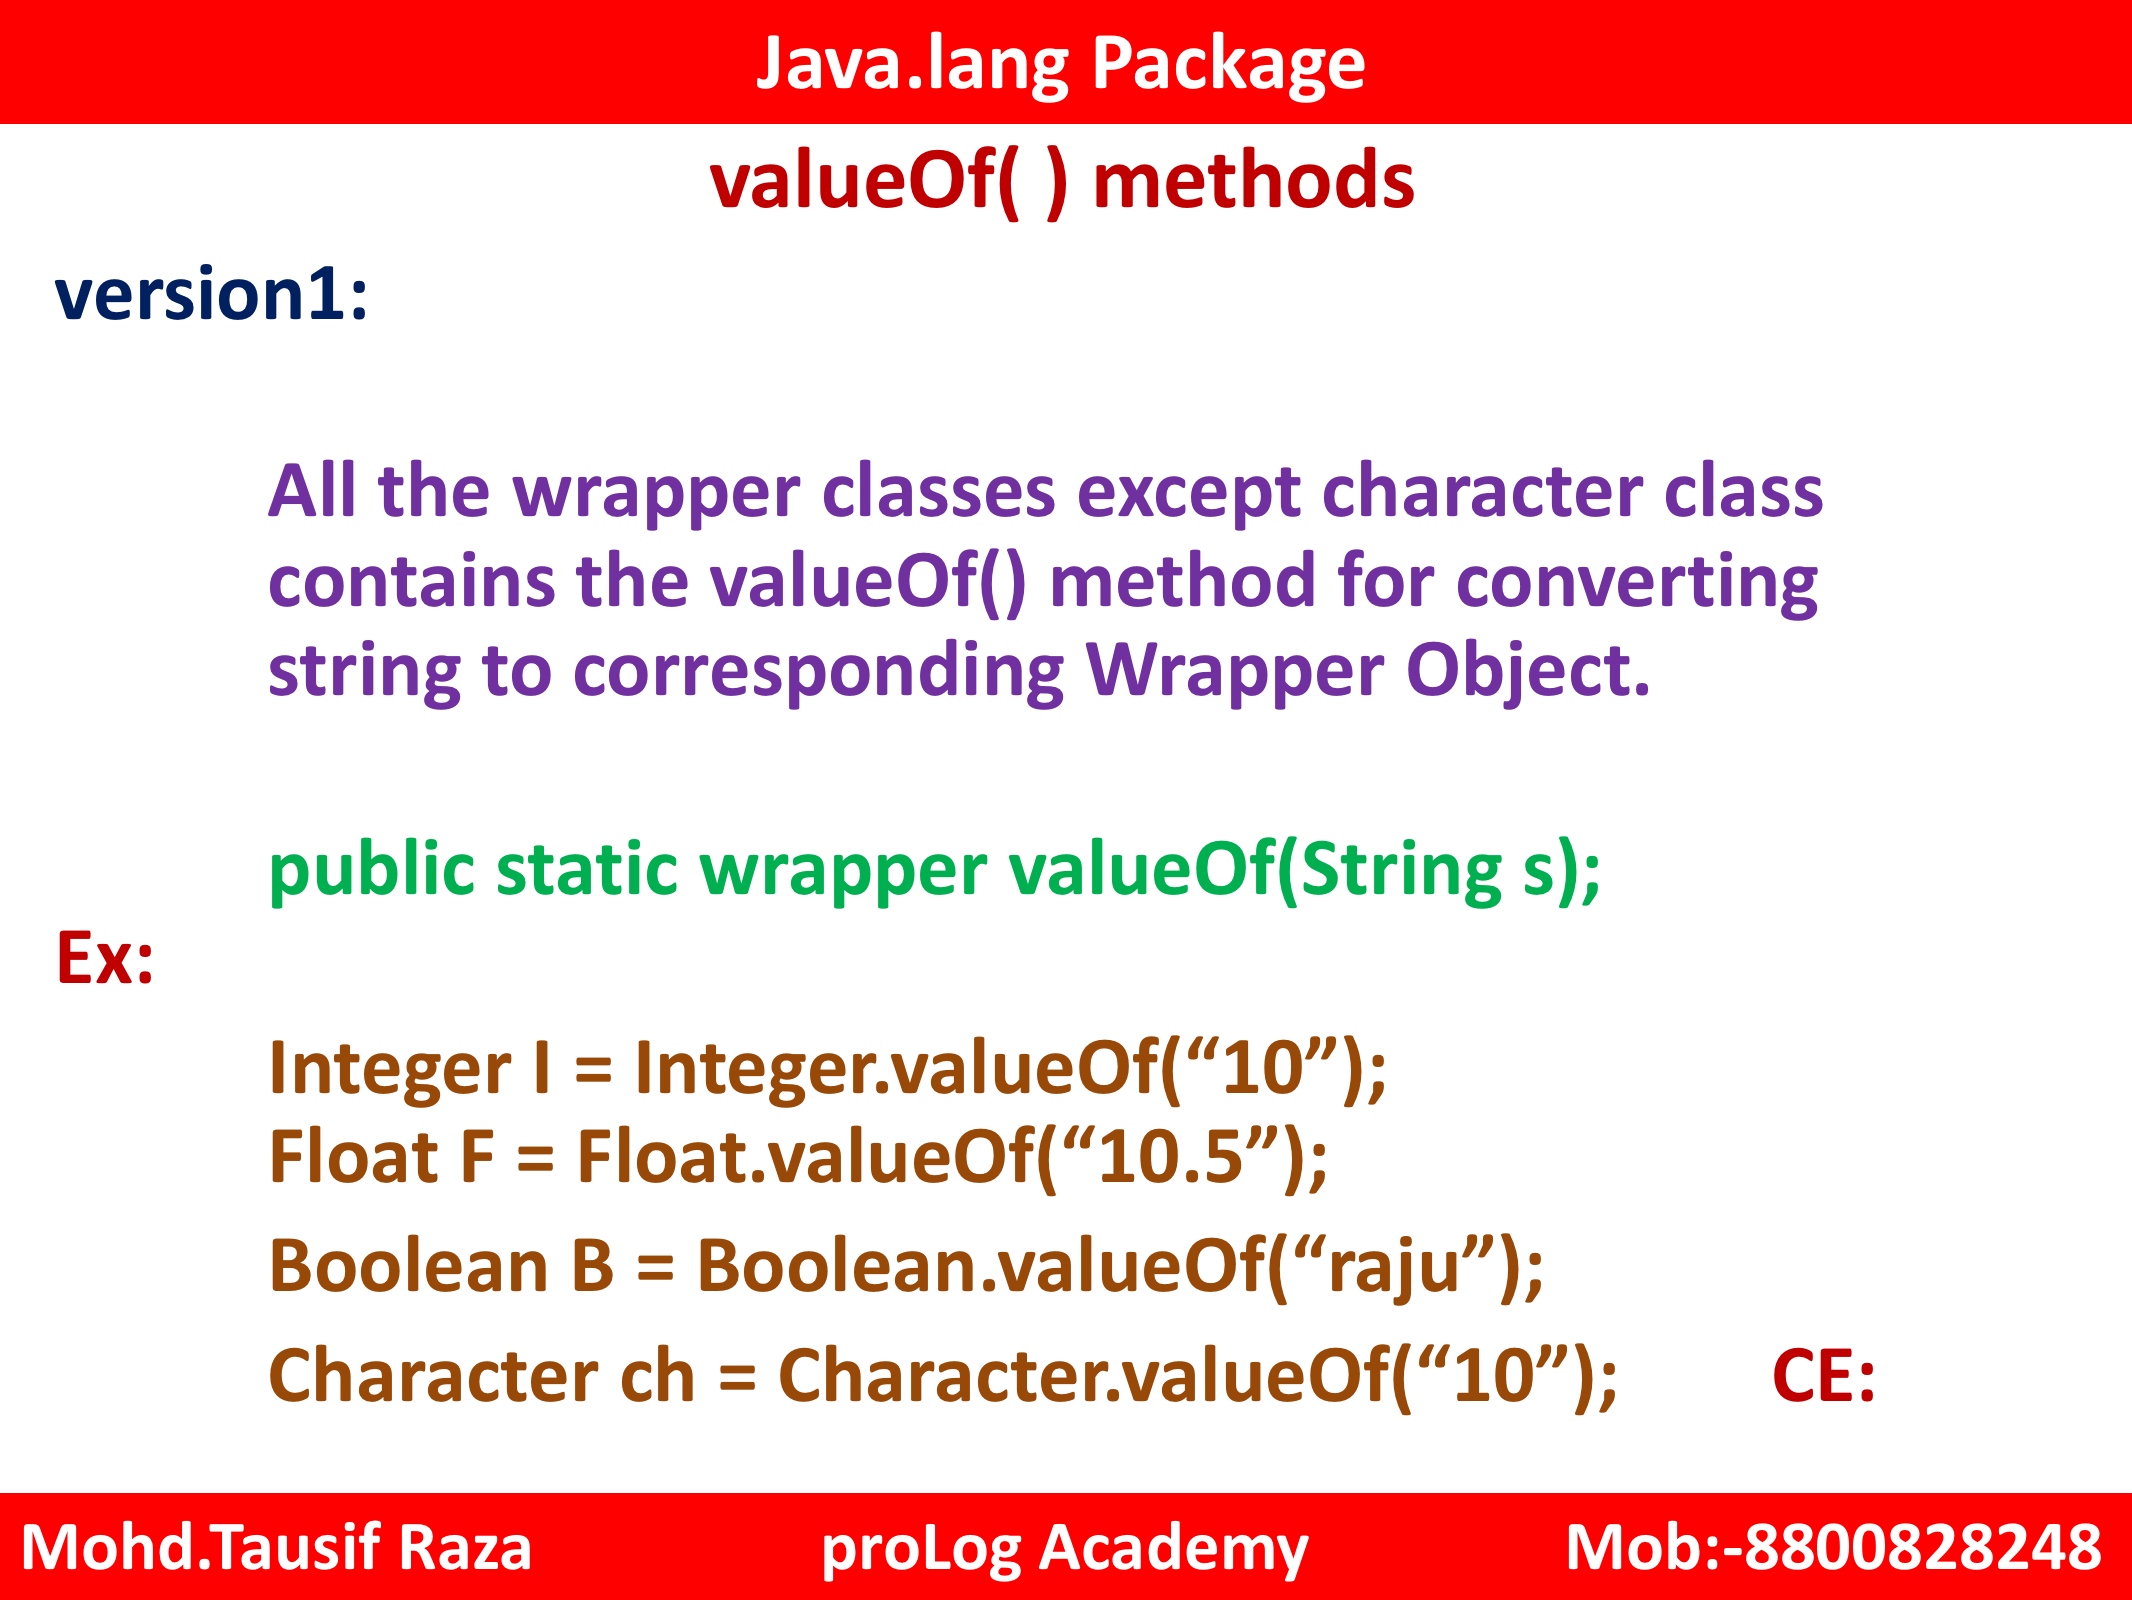 Java.lang Package
valueOf( ) methods
version1:
All the wrapper classes except character class
contains the valueOf() method for converting
string to corresponding Wrapper Object.
public static wrapper valueOf(String s);
Ex:
Integer I = Integer.valueOf(“10”);
Float F = Float.valueOf(“10.5”);
Boolean B = Boolean.valueOf(“raju”);
Character ch = Character.valueOf(“10”); CE:
Mohd.Tausif Raza proLog Academy Mob:-8800828248